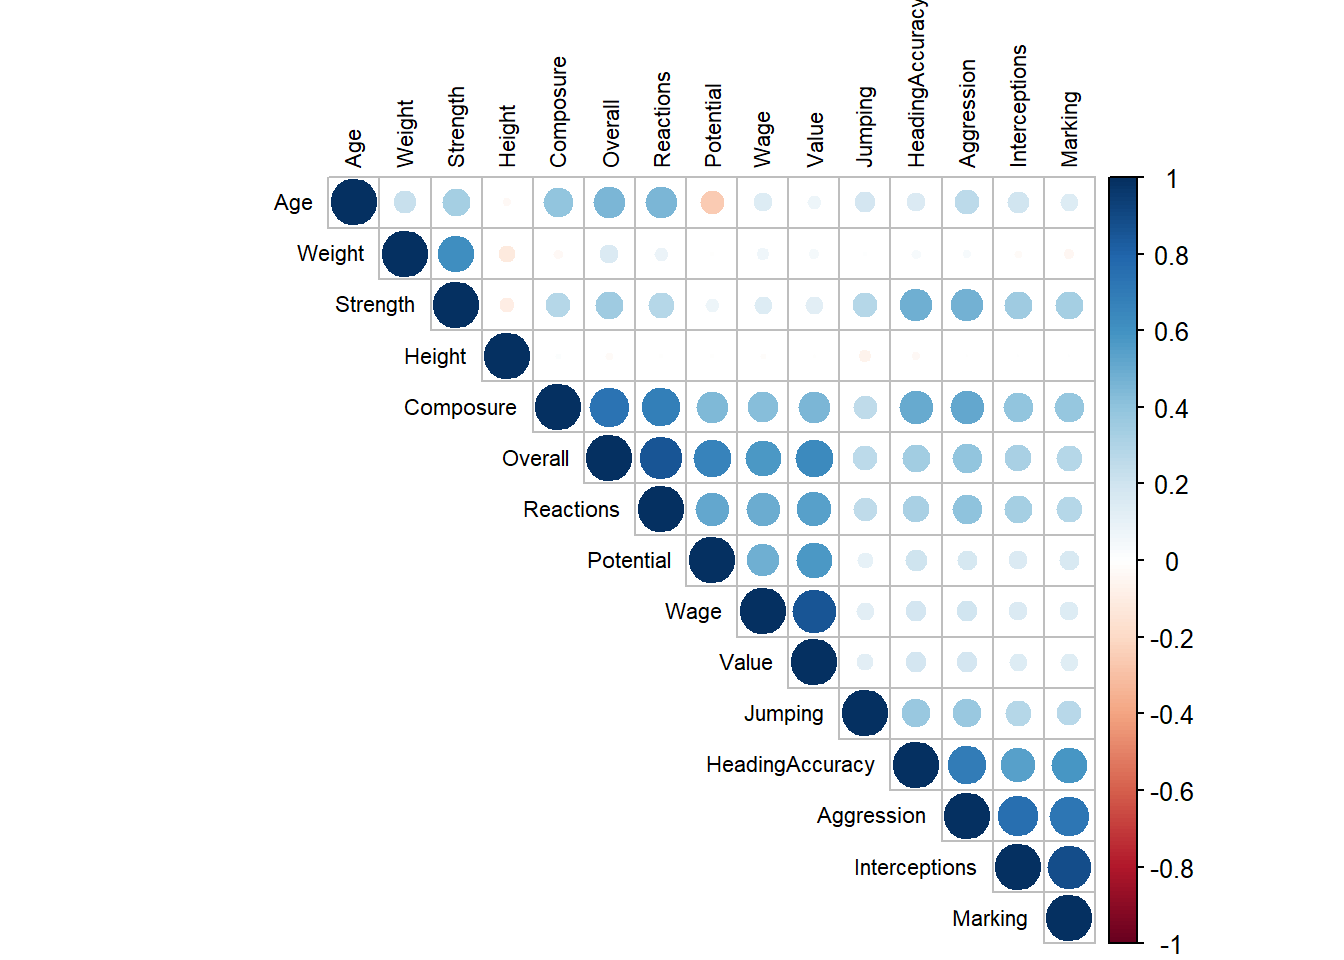 Age
Weight
Strength
Height
Composure
Overall
Reactions
Potential
Wage
Value
Jumping
HeadingAccuracy
Aggression
Interceptions
Marking
Age
Weight
Strength
Height
Composure
Overall
Reactions
Potential
Wage
Value
Jumping
HeadingAccuracy
Aggression
Interceptions
Marking
1
0.8
0.6
0.4
0.2
0
-0.2
-0.4
-0.6
-0.8
-1